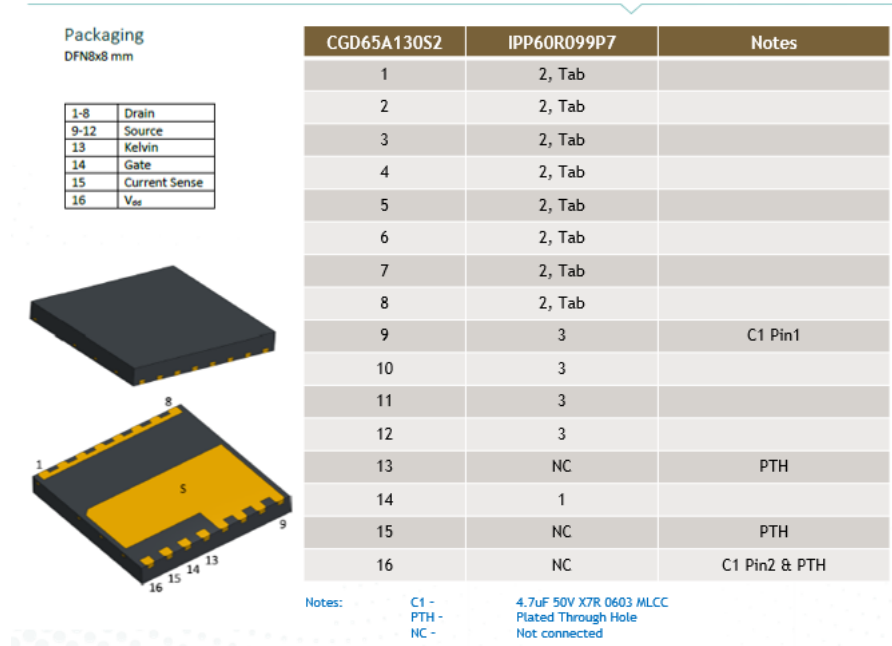 Packaging
DFN8x8 mm
1-8 Drain
9-12 Source
13 Kelvin
14 Gate
15 Current Sense
16 Vdd
8
1
S
9
13
14
15
16
CGD65A130S2 IPP60R099P7 Notes
1 2, Tab
2 2, Tab
3 2, Tab
4 2, Tab
5 2, Tab
6 2, Tab
7 2, Tab
8 2, Tab
9 3 C1 Pin1
10 3
11 3
12 3
13 NC PTH
14 1
15 NC PTH
16 NC C1 Pin2 & PTH
Notes: C1 - 4.7uF 50V X7R 0603 MLCC
PTH - Plated Through Hole
NC - Not connected